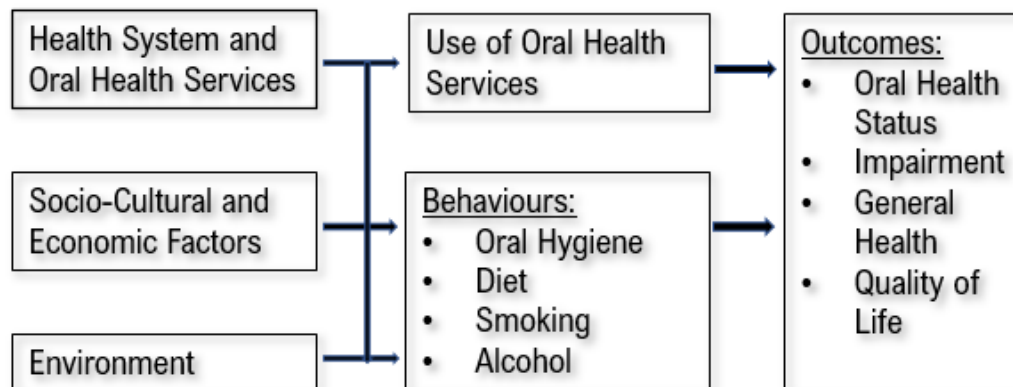 Health System and
Oral Health Services
Socio-Cultural and
Economic Factors
Environment
Use of Oral Health
Services
Behaviours:
• Oral Hygiene
• Diet
• Smoking
• Alcohol
Outcomes:
• Oral Health
Status
• Impairment
• General
Health
• Quality of
Life